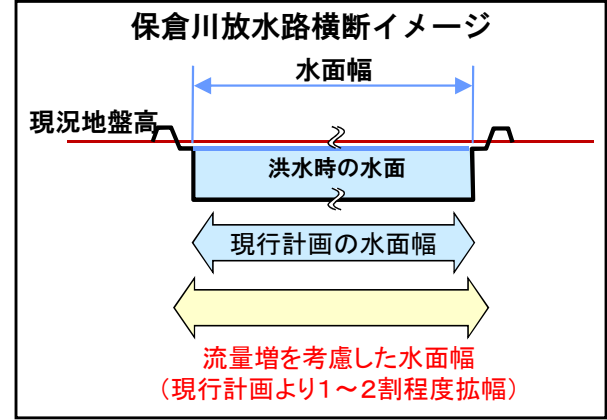 保倉川放水路横断イメージ
水面幅
現況地盤高
洪水時の水面
現行計画の水面幅
流量増を考慮した水面幅
（現行計画より１～２割程度拡幅）